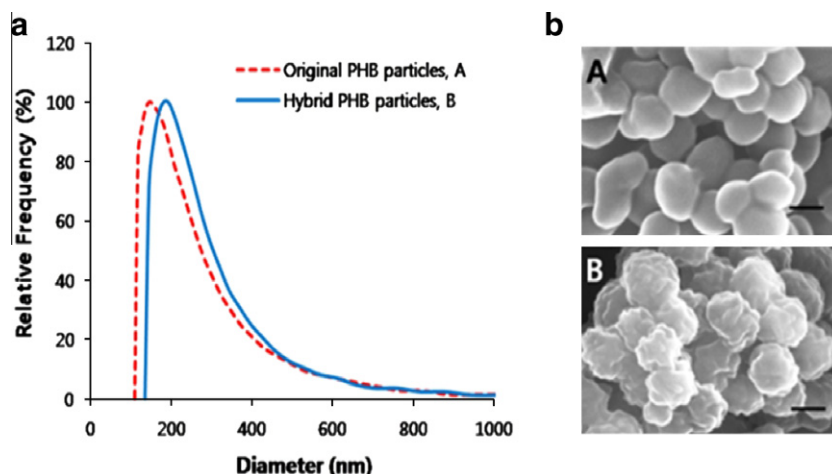 a
b
120
100
80
60
40
20
0
Relative Frequency (%)
Original PHB particles, A
Hybrid PHB particles, B
0 200 400 600 800 1000
Diameter (nm)
A
B